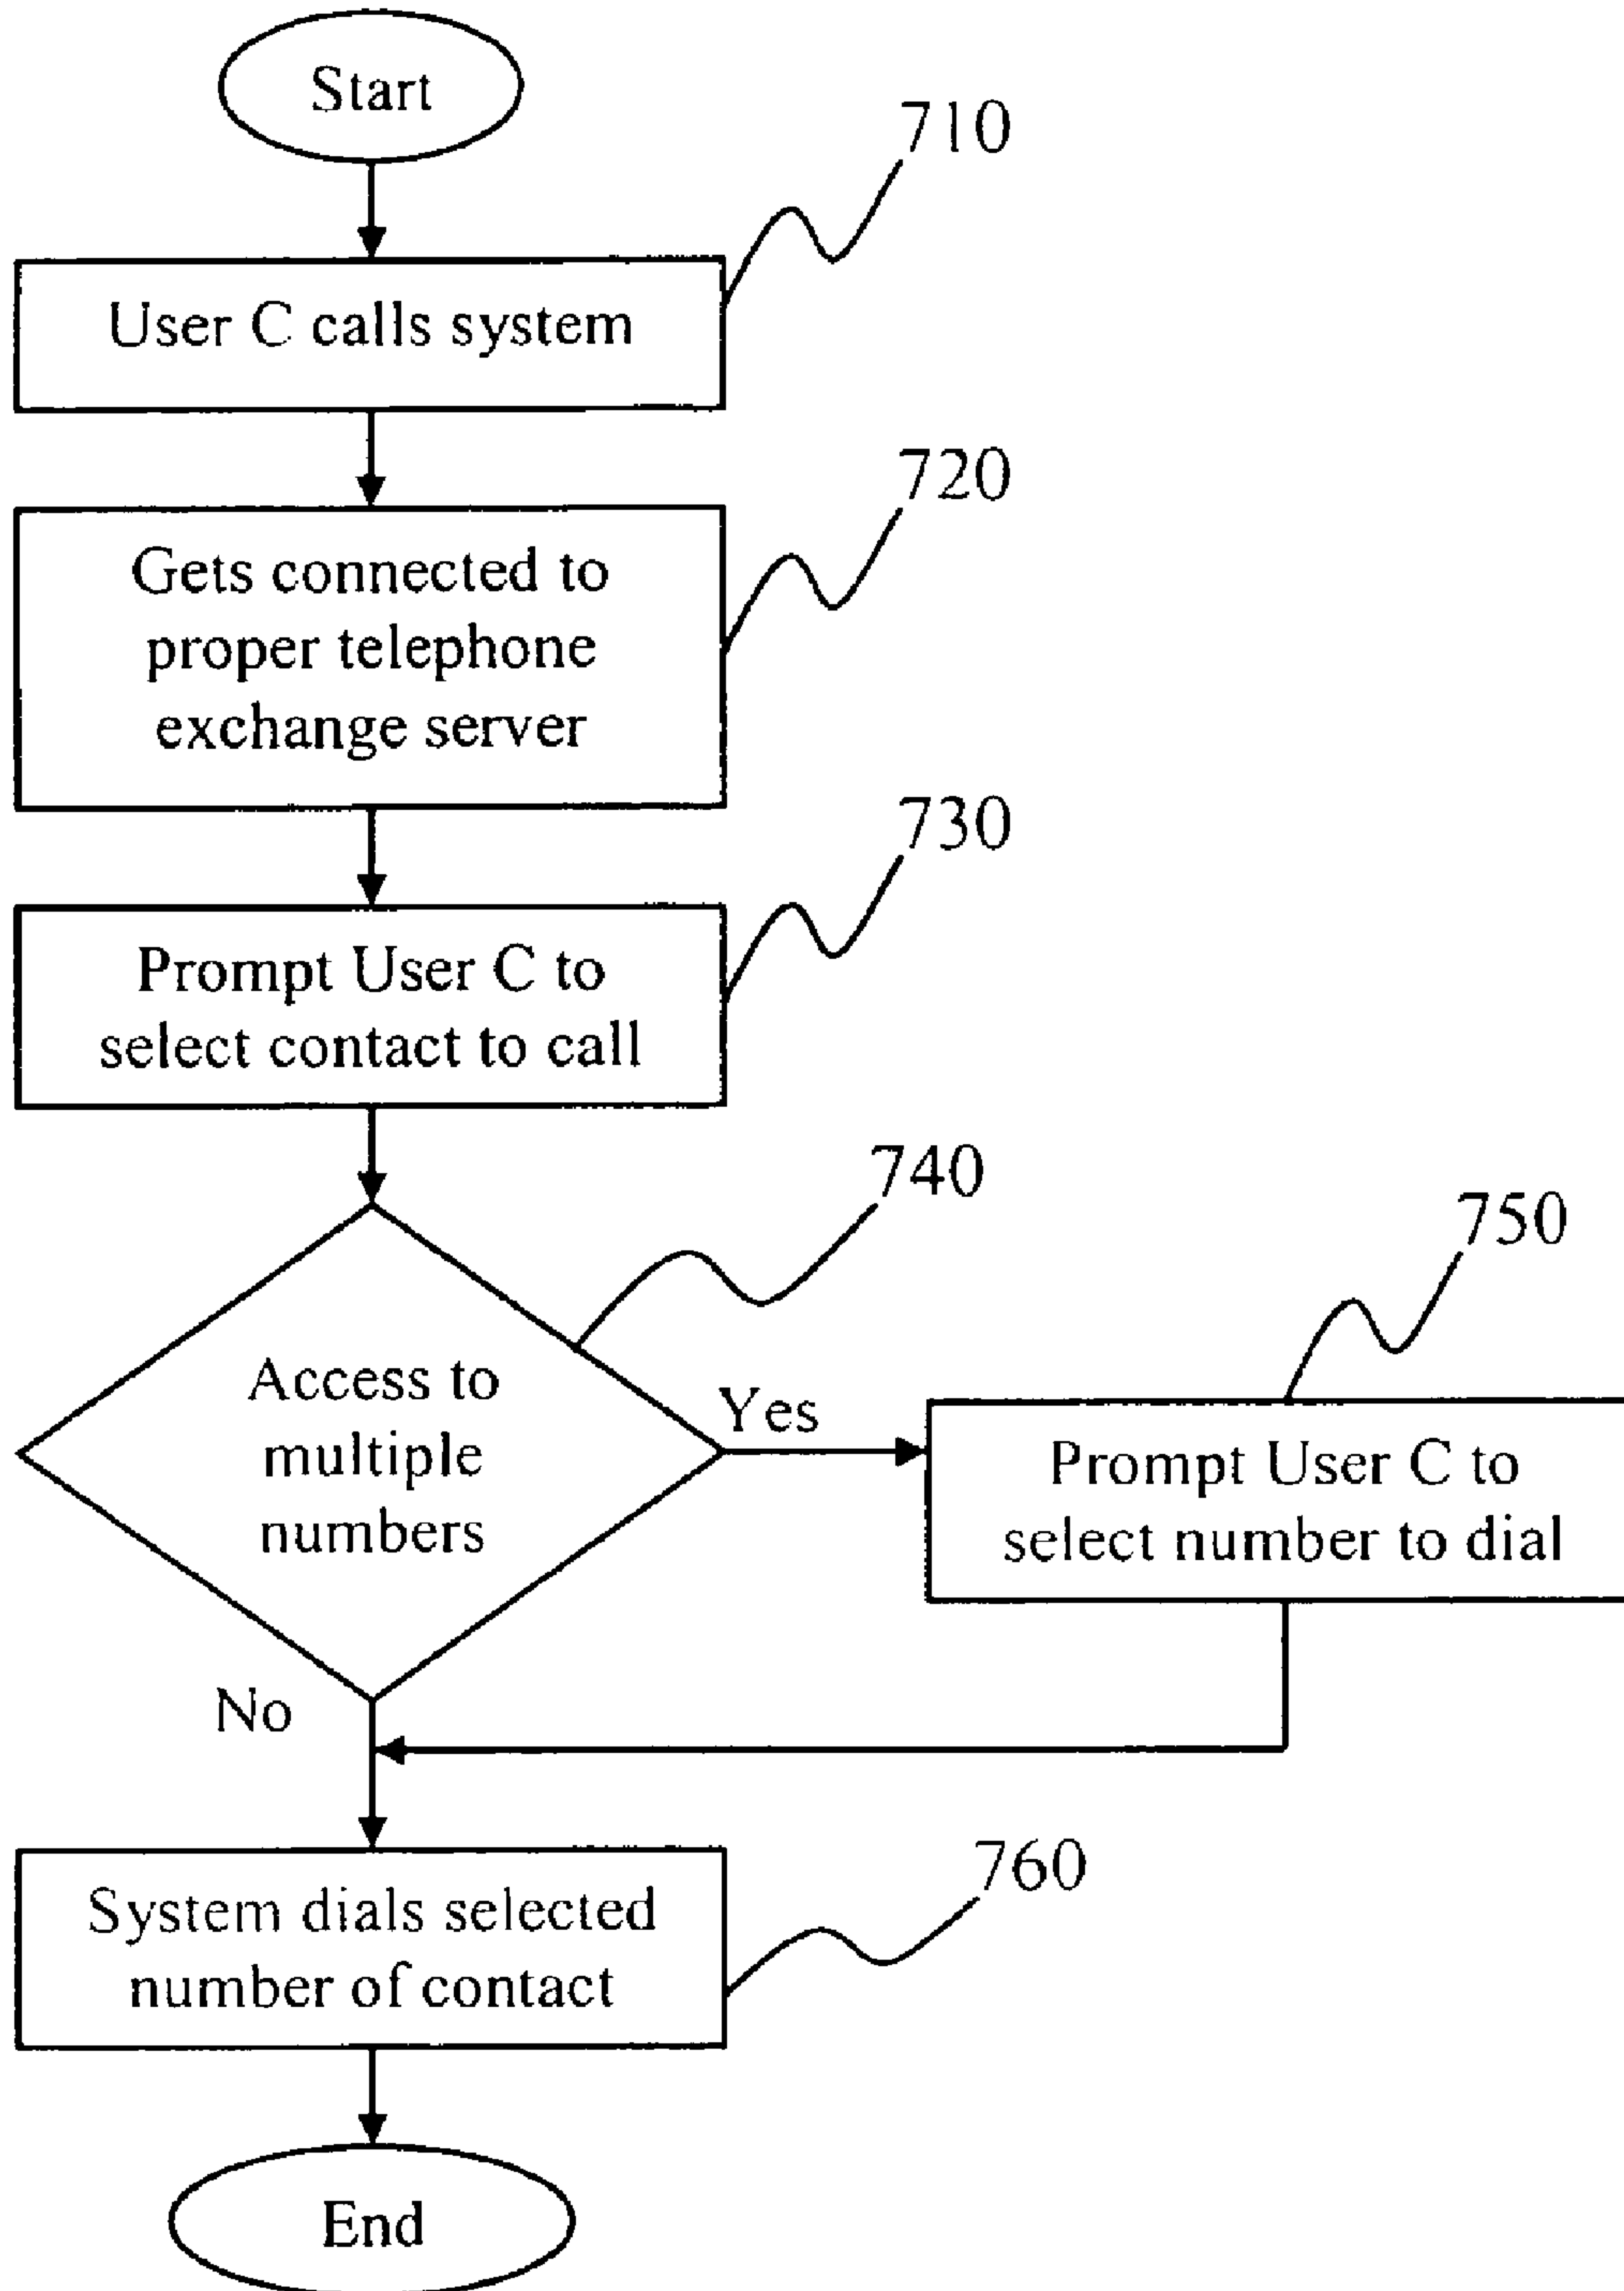 Start
710
User C calls system
720
Gets connected to
proper telephone
exchange server
730
Prompt User C to
select contact to call
740
Access to
multiple
numbers
Yes
750
Prompt User C to
select number to dial
No
760
System dials selected
number of contact
End